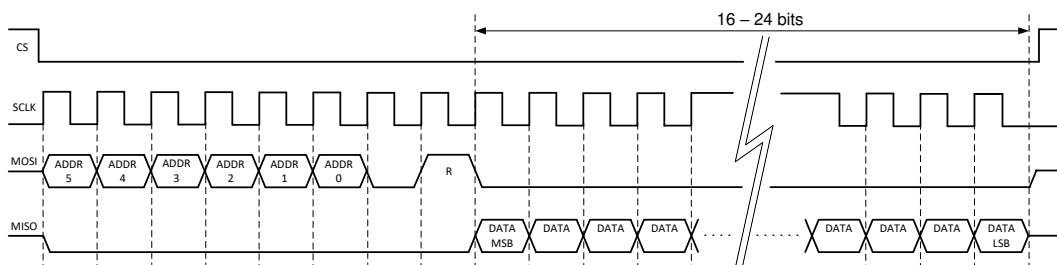 16 – 24 bits
CS
SCLK
MOSI
ADDR
5
ADDR
4
ADDR
3
ADDR
2
ADDR
1
ADDR
0
R
MISO
DATA
MSB
DATA
DATA
DATA
DATA
DATA
DATA
DATA
LSB